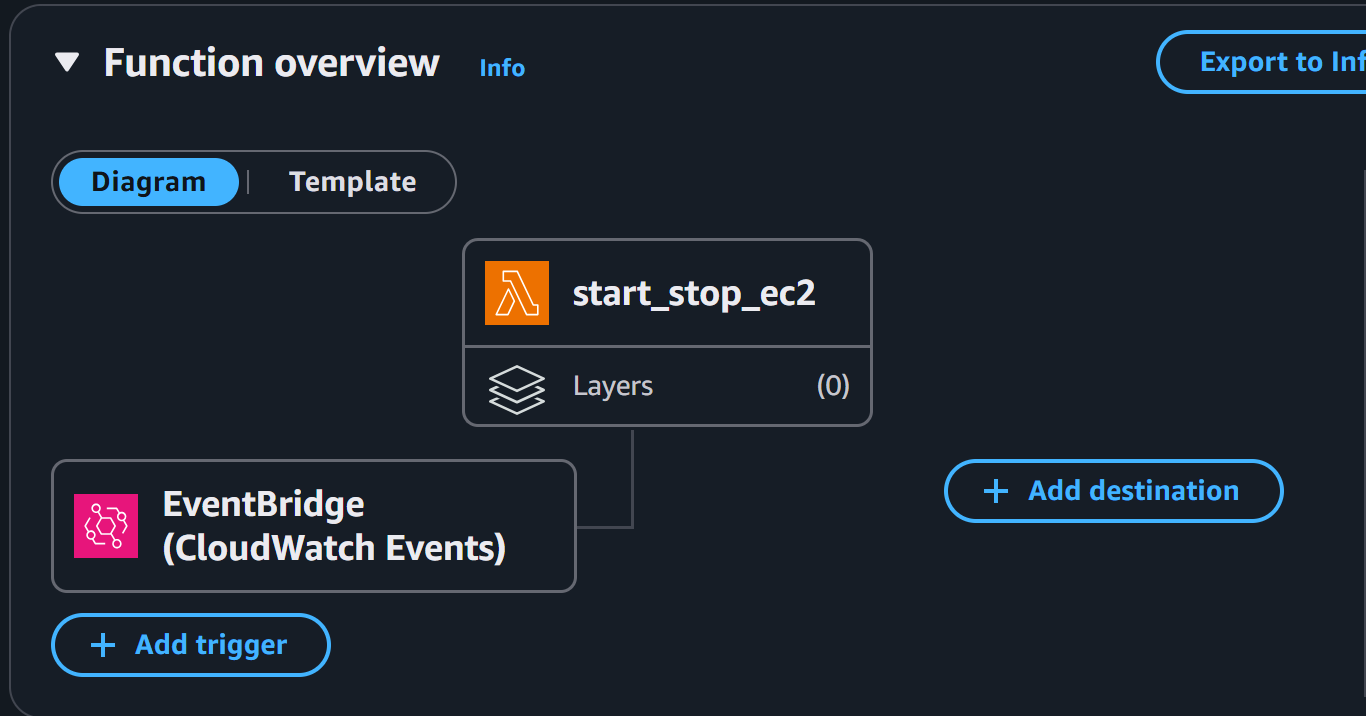 Function overview
Info
Export to Inf
Diagram
Template
start_stop_ec2
Layers
(0)
EventBridge
(CloudWatch Events)
Add destination
Add trigger